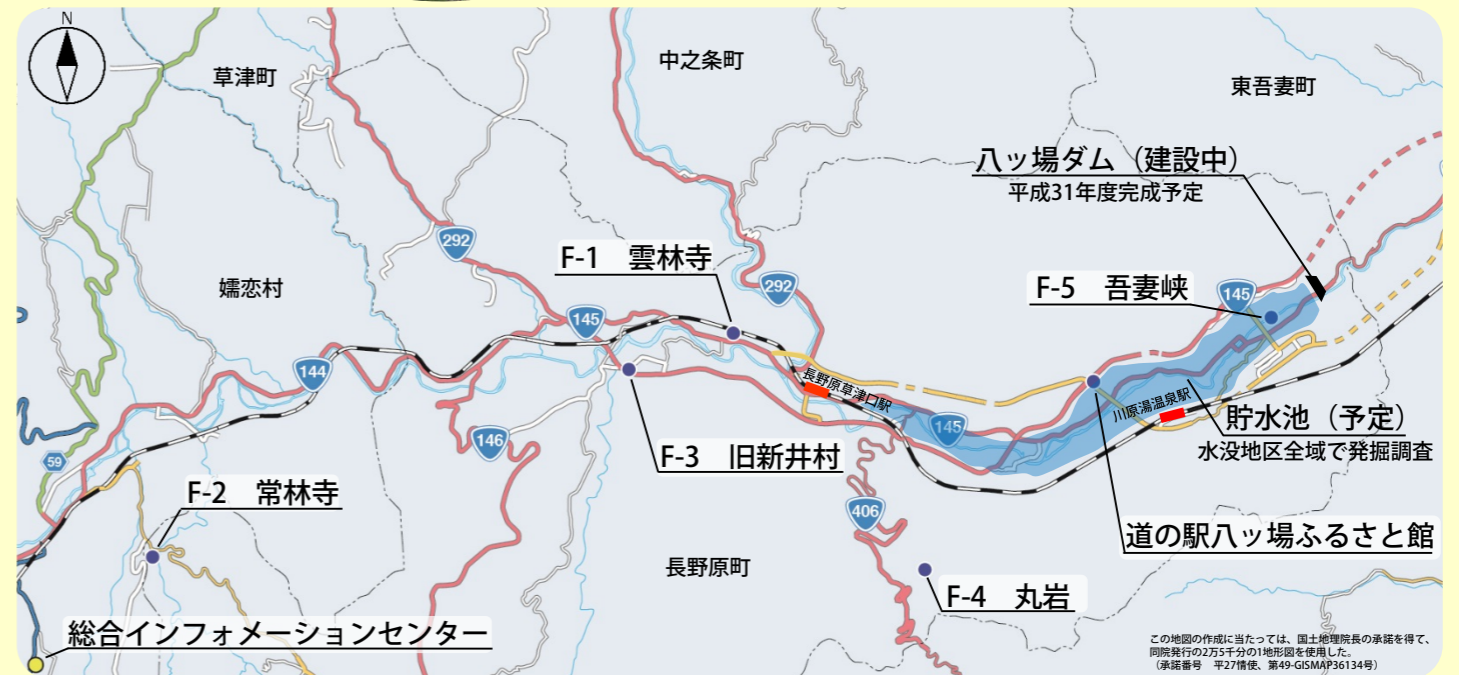 N
草津町
中之条町
東吾妻町
八ッ場ダム（建設中）
平成31年度完成予定
292
F-1　雲林寺
嬬恋村
292
F-5　吾妻峡
145
145
144
長野原草津口駅
川原湯温泉駅
145
貯水池（予定）
水没地区全域で発掘調査
146
F-3　旧新井村
59
F-2　常林寺
406
道の駅八ッ場ふるさと館
長野原町
F-4　丸岩
総合インフォメーションセンター
この地図の作成に当たっては、国土地理院長の承諾を得て、
同院発行の2万5千分の1地形図を使用した。
（承諾番号　平27情使、第49-GISMAP36134号）